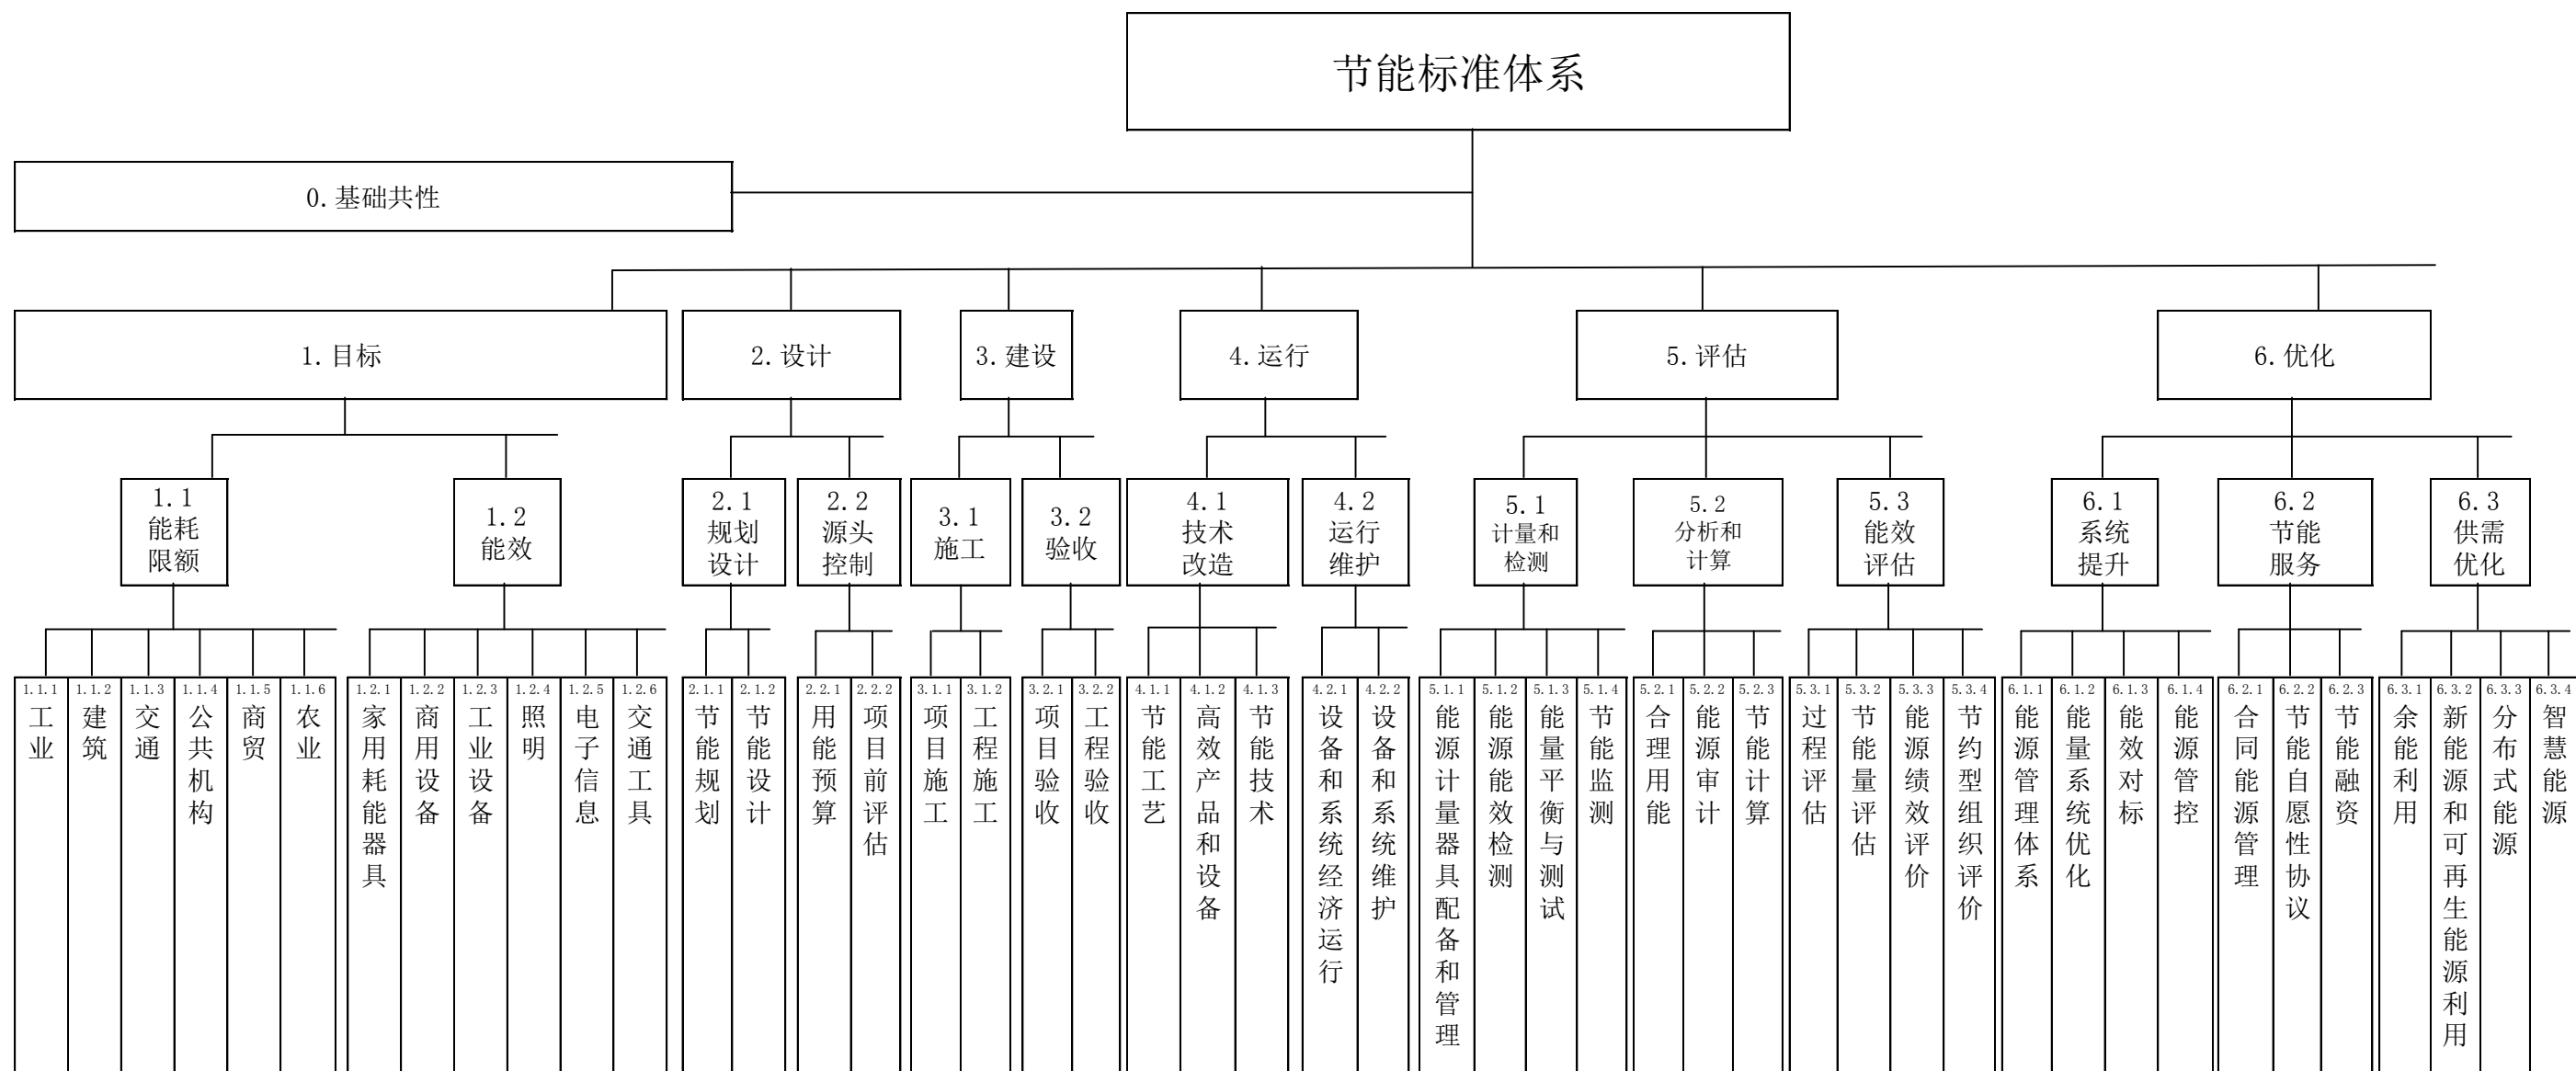 节能标准体系
0.基础共性
1.目标
2.设计
3.建设
4.运行
5.评估
6.优化
1.1
能耗
限额
1.2
能效
2.1
规划
设计
2.2
源头
控制
3.1
施工
3.2
验收
4.1
技术
改造
4.2
运行
维护
5.1
计量和
检测
5.2
分析和
计算
5.3
能效
评估
6.1
系统
提升
6.2
节能
服务
6.3
供需
优化
1.1.1
工业
1.1.2
建筑
1.1.3
交通
1.1.4
公共机构
1.1.5
商贸
1.1.6
农业
1.2.1
家用耗能器具
1.2.2
商用设备
1.2.3
工业设备
1.2.4
照明
1.2.5
电子信息
1.2.6
交通工具
2.1.1
节能规划
2.1.2
节能设计
2.2.1
用能预算
2.2.2
项目前评估
3.1.1
项目施工
3.1.2
工程施工
3.2.1
项目验收
3.2.2
工程验收
4.1.1
节能工艺
4.1.2
高效产品和设备
4.1.3
节能技术
4.2.1
设备和系统经济运行
4.2.2
设备和系统维护
5.1.1
能源计量器具配备和管理
5.1.2
能源能效检测
5.1.3
能量平衡与测试
5.1.4
节能监测
5.2.1
合理用能
5.2.2
能源审计
5.2.3
节能计算
5.3.1
过程评估
5.3.2
节能量评估
5.3.3
能源绩效评价
5.3.4
节约型组织评价
6.1.1
能源管理体系
6.1.2
能量系统优化
6.1.3
能效对标
6.1.4
能源管控
6.2.1
合同能源管理
6.2.2
节能自愿性协议
6.2.3
节能融资
6.3.1
余能利用
6.3.2
新能源和可再生能源利用
6.3.3
分布式能源
6.3.4
智慧能源